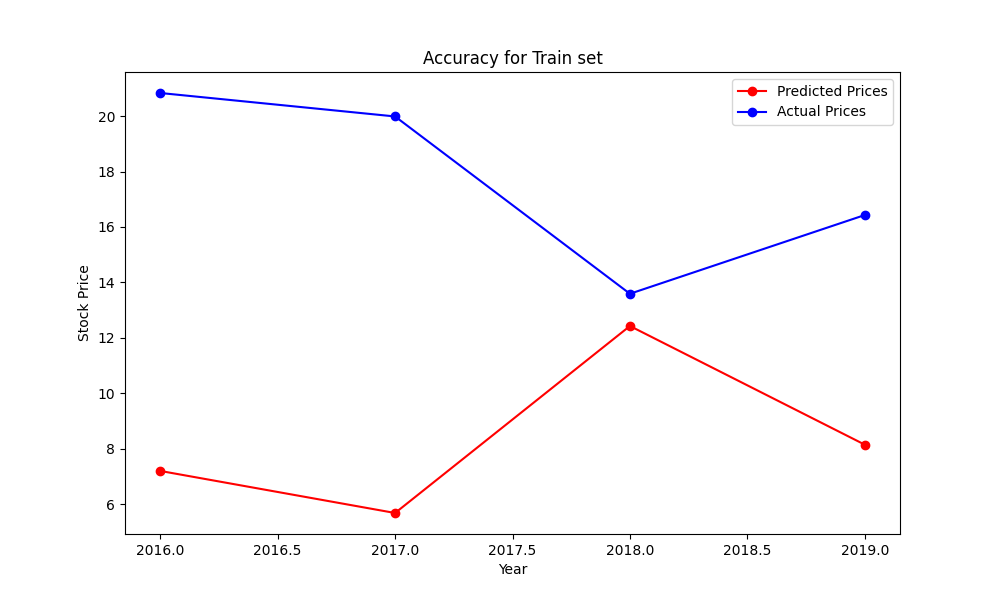 Accuracy for Train set
Predicted Prices
Actual Prices
20
18
16
14
12
10
8
6
Stock Price
2016.0 2016.5 2017.0 2017.5 2018.0 2018.5 2019.0
Year